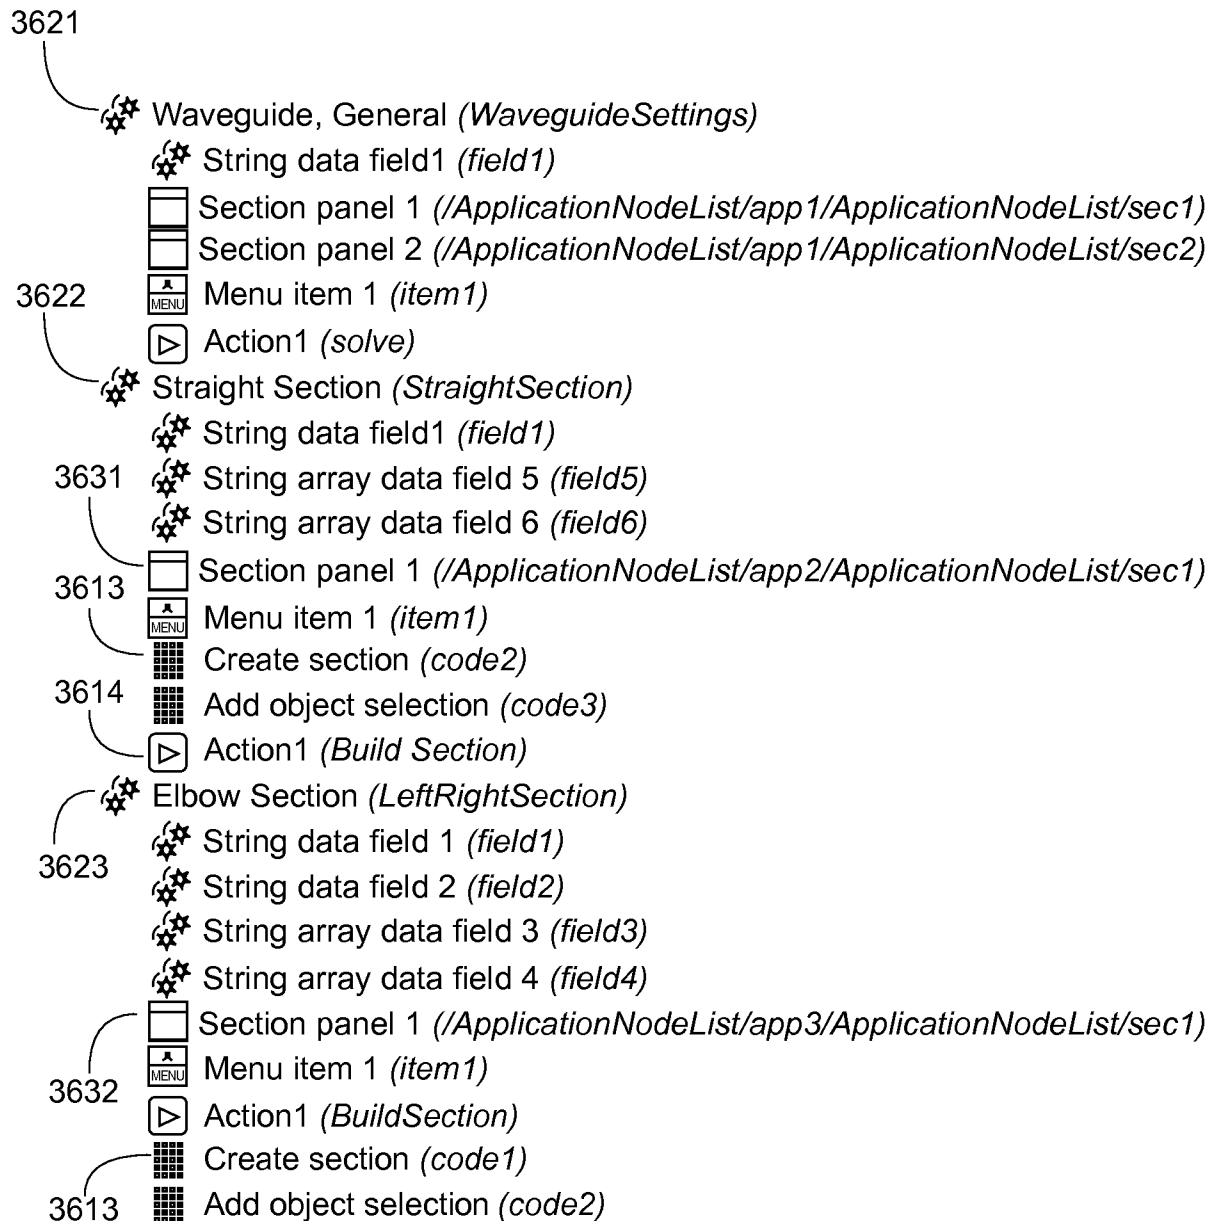 3621
Waveguide, General (WaveguideSettings)
String data field1 (field1)
Section panel 1 (/ApplicationNodeList/app1/ApplicationNodeList/sec1)
Section panel 2 (/ApplicationNodeList/app1/ApplicationNodeList/sec2)
3622 MENU Menu item 1 (item1)
Action1 (solve)
Straight Section (StraightSection)
String data field1 (field1)
3631 String array data field 5 (field5)
String array data field 6 (field6)
Section panel 1 (/ApplicationNodeList/app2/ApplicationNodeList/sec1)
3613 MENU Menu item 1 (item1)
Create section (code2)
3614 Add object selection (code3)
Action1 (Build Section)
Elbow Section (LeftRightSection)
String data field 1 (field1)
3623 String data field 2 (field2)
String array data field 3 (field3)
String array data field 4 (field4)
Section panel 1 (/ApplicationNodeList/app3/ApplicationNodeList/sec1)
MENU Menu item 1 (item1)
3632 Action1 (BuildSection)
Create section (code1)
3613 Add object selection (code2)